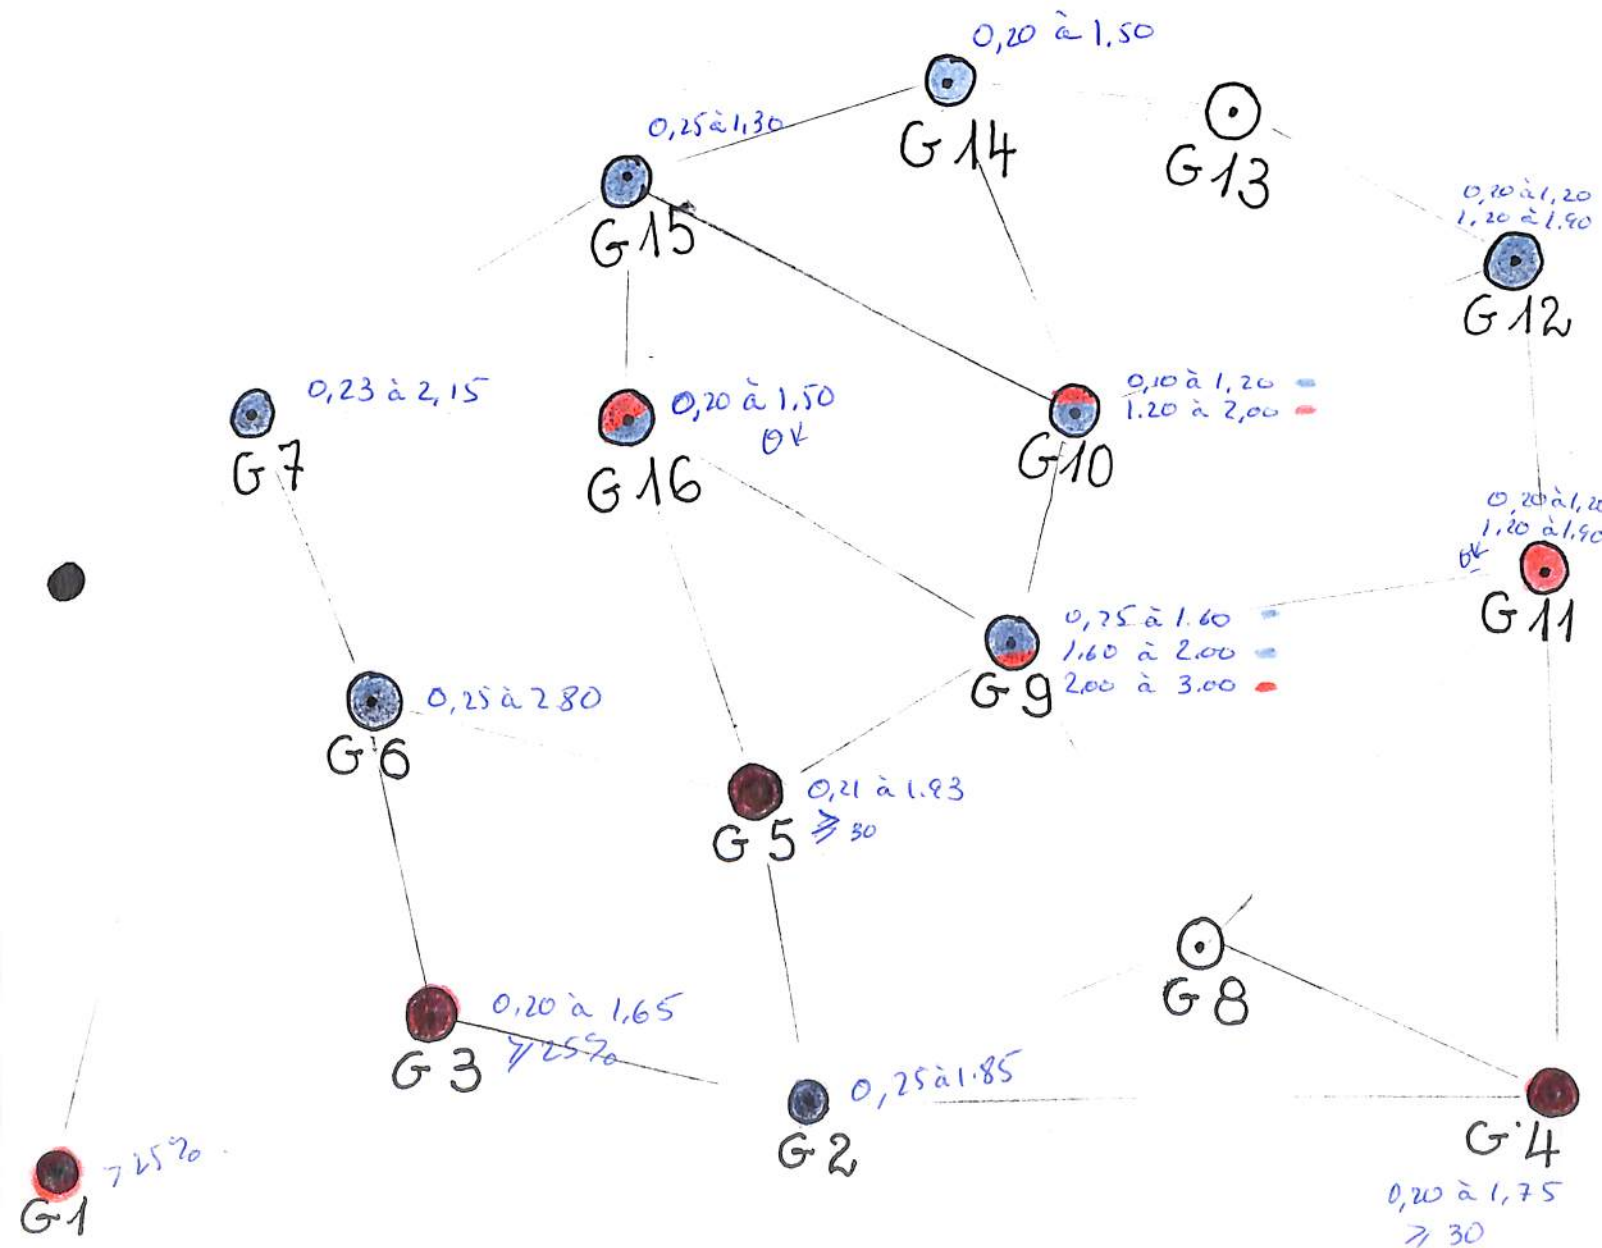 0,20 à 1,50
G14
G13
0,25 à 1,30
G15
0,20 à 1,20
1,20 à 1.90
G12
0,23 à 2,15
G7
0,20 à 1,50
OK
G16
0,10 à 1,20
1.20 à 2,00
G10
0,20 à 1,20
1,20 à 1.90
OK
G11
0,25 à 1.60
1.60 à 2.00
2,00 à 3.00
G9
0,25 à 2 80
G6
0,21 à 1.93
≥ 30
G5
G8
0,20 à 1,65
≥ 25%
G3
0,25 à 1.85
G2
G4
0,20 à 1,75
≥ 30
> 25%
G1